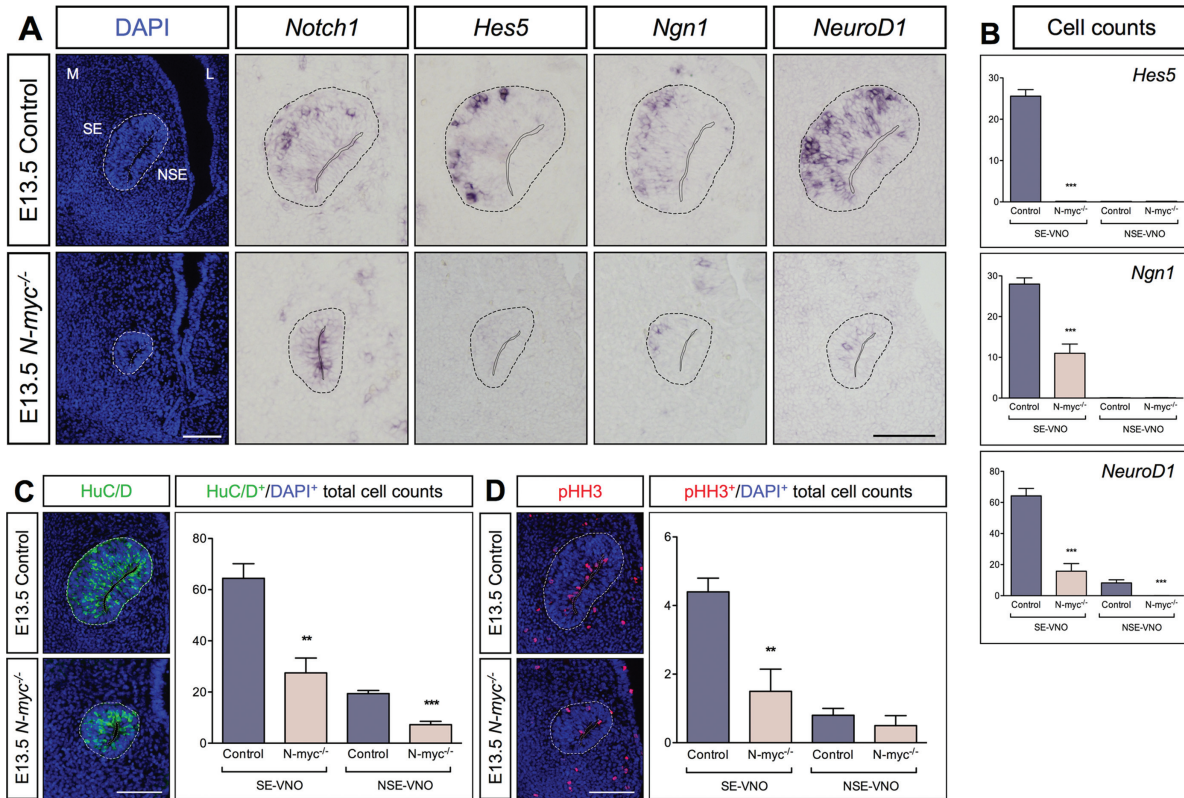 A
DAPI
Notch1
Hes5
Ngn1
NeuroD1
E13.5 Control
M
L
SE
NSE
E13.5 N-myc-/-
B
Cell counts
Hes5
30
20
10
0
***
Control N-myc-/- Control N-myc-/-
SE-VNO NSE-VNO
Ngn1
30
20
10
0
***
Control N-myc-/- Control N-myc-/-
SE-VNO NSE-VNO
NeuroD1
80
60
40
20
0
***
***
Control N-myc-/- Control N-myc-/-
SE-VNO NSE-VNO
C
HuC/D
HuC/D+/DAPI+ total cell counts
E13.5 Control
E13.5 N-myc-/-
80
60
40
20
0
**
***
Control N-myc-/- Control N-myc-/-
SE-VNO NSE-VNO
D
pHH3
pHH3+/DAPI+ total cell counts
E13.5 Control
E13.5 N-myc-/-
6
4
2
0
**
Control N-myc-/- Control N-myc-/-
SE-VNO NSE-VNO